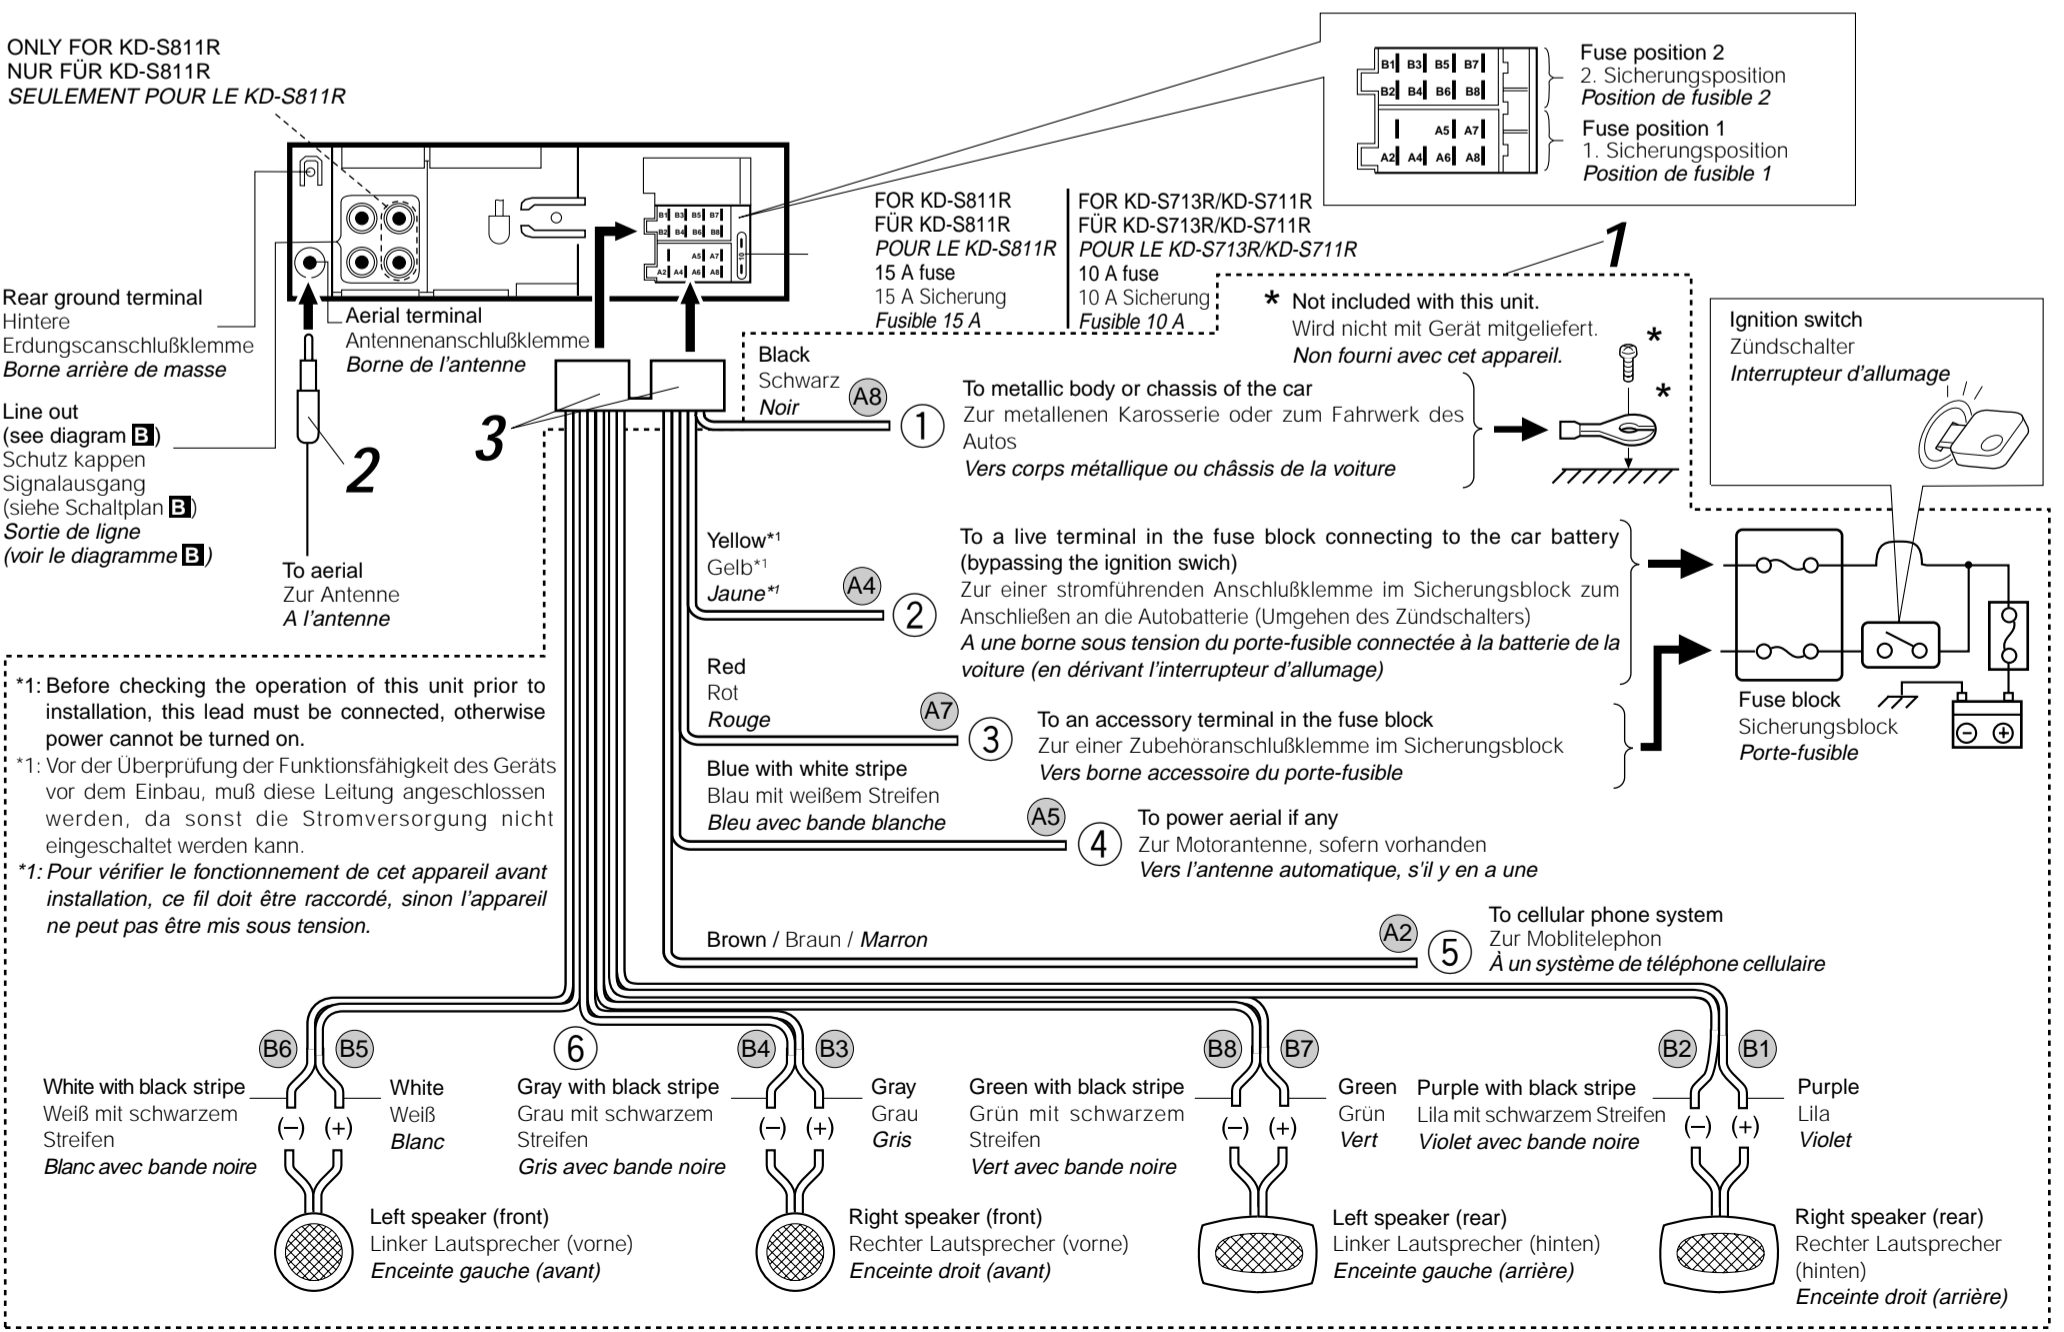 ONLY FOR KD-S811R
NUR FÜR KD-S811R
SEULEMENT POUR LE KD-S811R
B1 B3 B5 B7
B2 B4 B6 B8
A5 A7
A2 A4 A6 A8
Fuse position 2
2. Sicherungsposition
Position de fusible 2
Fuse position 1
1. Sicherungsposition
Position de fusible 1
B1 B3 B5 B7
B2 B4 B6 B8
A5 A7
A2 A4 A6 A8
10
FOR KD-S811R
FÜR KD-S811R
POUR LE KD-S811R
15 A fuse
15 A Sicherung
Fusible 15 A
FOR KD-S713R/KD-S711R
FÜR KD-S713R/KD-S711R
POUR LE KD-S713R/KD-S711R
10 A fuse
10 A Sicherung
Fusible 10 A
1
Rear ground terminal
Hintere
Erdungscanschlußklemme
Borne arrière de masse
Aerial terminal
Antennenanschlußklemme
Borne de l'antenne
Line out
(see diagram B)
Schutz kappen
Signalausgang
(siehe Schaltplan B)
Sortie de ligne
(voir le diagramme B)
2
3
To aerial
Zur Antenne
A l'antenne
* Not included with this unit.
Wird nicht mit Gerät mitgeliefert.
Non fourni avec cet appareil.
*
*
Ignition switch
Zündschalter
Interrupteur d'allumage
Black
Schwarz
Noir
A8
1
To metallic body or chassis of the car
Zur metallenen Karosserie oder zum Fahrwerk des
Autos
Vers corps métallique ou châssis de la voiture
Yellow*1
Gelb*1
Jaune*1
A4
2
To a live terminal in the fuse block connecting to the car battery
(bypassing the ignition swich)
Zur einer stromführenden Anschlußklemme im Sicherungsblock zum
Anschließen an die Autobatterie (Umgehen des Zündschalters)
A une borne sous tension du porte-fusible connectée à la batterie de la
voiture (en dérivant l'interrupteur d'allumage)
Red
Rot
Rouge
A7
3
To an accessory terminal in the fuse block
Zur einer Zubehöranschlußklemme im Sicherungsblock
Vers borne accessoire du porte-fusible
Fuse block
Sicherungsblock
Porte-fusible
Blue with white stripe
Blau mit weißem Streifen
Bleu avec bande blanche
A5
4
To power aerial if any
Zur Motorantenne, sofern vorhanden
Vers l'antenne automatique, s'il y en a une
*1: Before checking the operation of this unit prior to
installation, this lead must be connected, otherwise
power cannot be turned on.
*1: Vor der Überprüfung der Funktionsfähigkeit des Geräts
vor dem Einbau, muß diese Leitung angeschlossen
werden, da sonst die Stromversorgung nicht
eingeschaltet werden kann.
*1: Pour vérifier le fonctionnement de cet appareil avant
installation, ce fil doit être raccordé, sinon l'appareil
ne peut pas être mis sous tension.
Brown / Braun / Marron
A2
5
To cellular phone system
Zur Moblitelephon
À un système de téléphone cellulaire
6
B6 B5
White with black stripe
Weiß mit schwarzem
Streifen
Blanc avec bande noire
(−) (+)
White
Weiß
Blanc
Left speaker (front)
Linker Lautsprecher (vorne)
Enceinte gauche (avant)
B4 B3
Gray with black stripe
Grau mit schwarzem
Streifen
Gris avec bande noire
(−) (+)
Gray
Grau
Gris
Right speaker (front)
Rechter Lautsprecher (vorne)
Enceinte droit (avant)
B8 B7
Green with black stripe
Grün mit schwarzem
Streifen
Vert avec bande noire
(−) (+)
Green
Grün
Vert
Left speaker (rear)
Linker Lautsprecher (hinten)
Enceinte gauche (arrière)
B2 B1
Purple with black stripe
Lila mit schwarzem Streifen
Violet avec bande noire
(−) (+)
Purple
Lila
Violet
Right speaker (rear)
Rechter Lautsprecher
(hinten)
Enceinte droit (arrière)